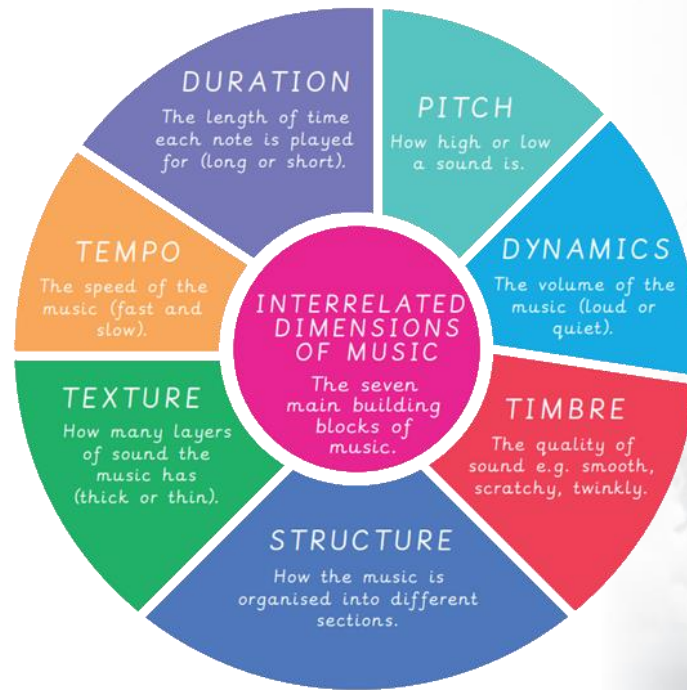 INTERRELATED
DIMENSIONS
OF MUSIC
The seven
main building
blocks of
music.
DURATION
The length of time
each note is played
for (long or short).
PITCH
How high or low
a sound is.
DYNAMICS
The volume of the
music (loud or
quiet).
TIMBRE
The quality of
sound e.g. smooth,
scratchy, twinkly.
STRUCTURE
How the music is
organised into different
sections.
TEXTURE
How many layers
of sound the
music has
(thick or thin).
TEMPO
The speed of the
music (fast and
slow).